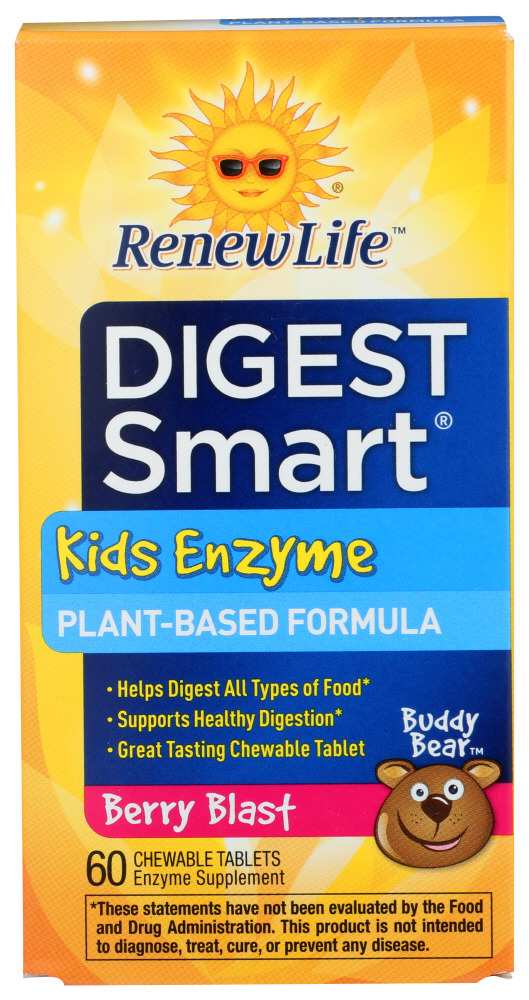 PLANT-BASED FORMULA
®
Renew Life™
DIGEST
Smart®
Kids Enzyme
PLANT-BASED FORMULA
• Helps Digest All Types of Food*
• Supports Healthy Digestion*
• Great Tasting Chewable Tablet
Buddy
Bear™
Berry Blast
60 CHEWABLE TABLETS
Enzyme Supplement
*These statements have not been evaluated by the Food
and Drug Administration. This product is not intended
to diagnose, treat, cure, or prevent any disease.